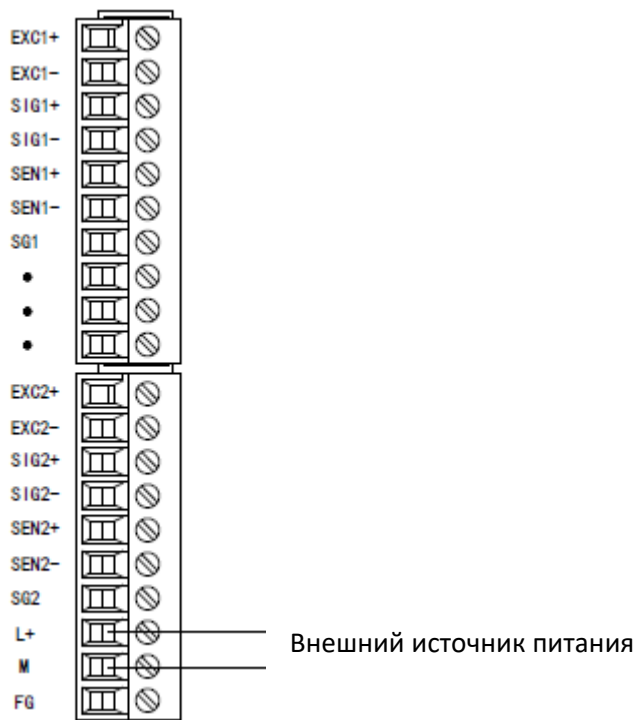 EXC1+
EXC1-
SIG1+
SIG1-
SEN1+
SEN1-
SG1
•
•
•
EXC2+
EXC2-
SIG2+
SIG2-
SEN2+
SEN2-
SG2
L+
M
FG
Внешний источник питания